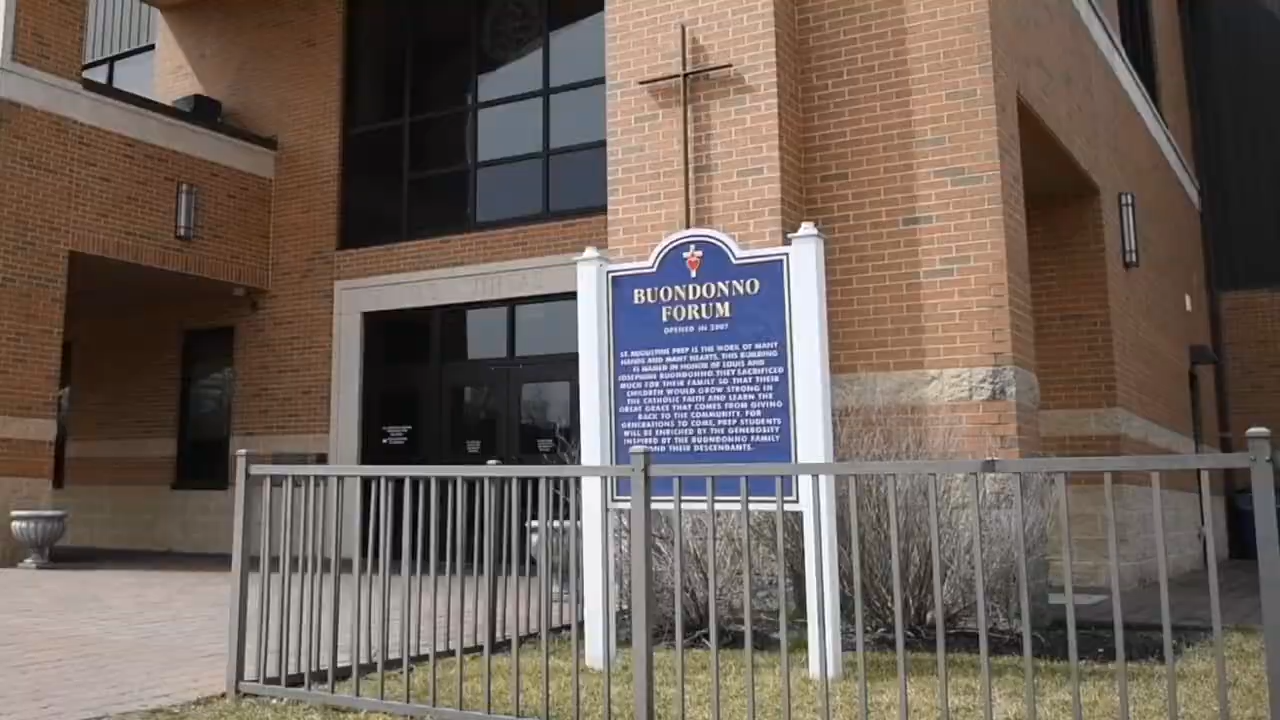 BUONDONNO
FORUM
OPENED IN 2007
ST. AUGUSTINE PREP IS THE WORK OF MANY
HANDS AND MANY HEARTS. THIS BUILDING
IS NAMED IN HONOR OF LOUIS AND
JOSEPHINE BUONDONNO. THEY SACRIFICED
MUCH FOR THEIR FAMILY SO THAT THEIR
CHILDREN WOULD GROW STRONG IN
THE CATHOLIC FAITH AND LEARN THE
GREAT GRACE THAT COMES FROM GIVING
BACK TO THE COMMUNITY. FOR
GENERATIONS TO COME, PREP STUDENTS
WILL BE ENRICHED BY THE GENEROSITY
INSPIRED BY THE BUONDONNO FAMILY
AND THEIR DESCENDANTS.